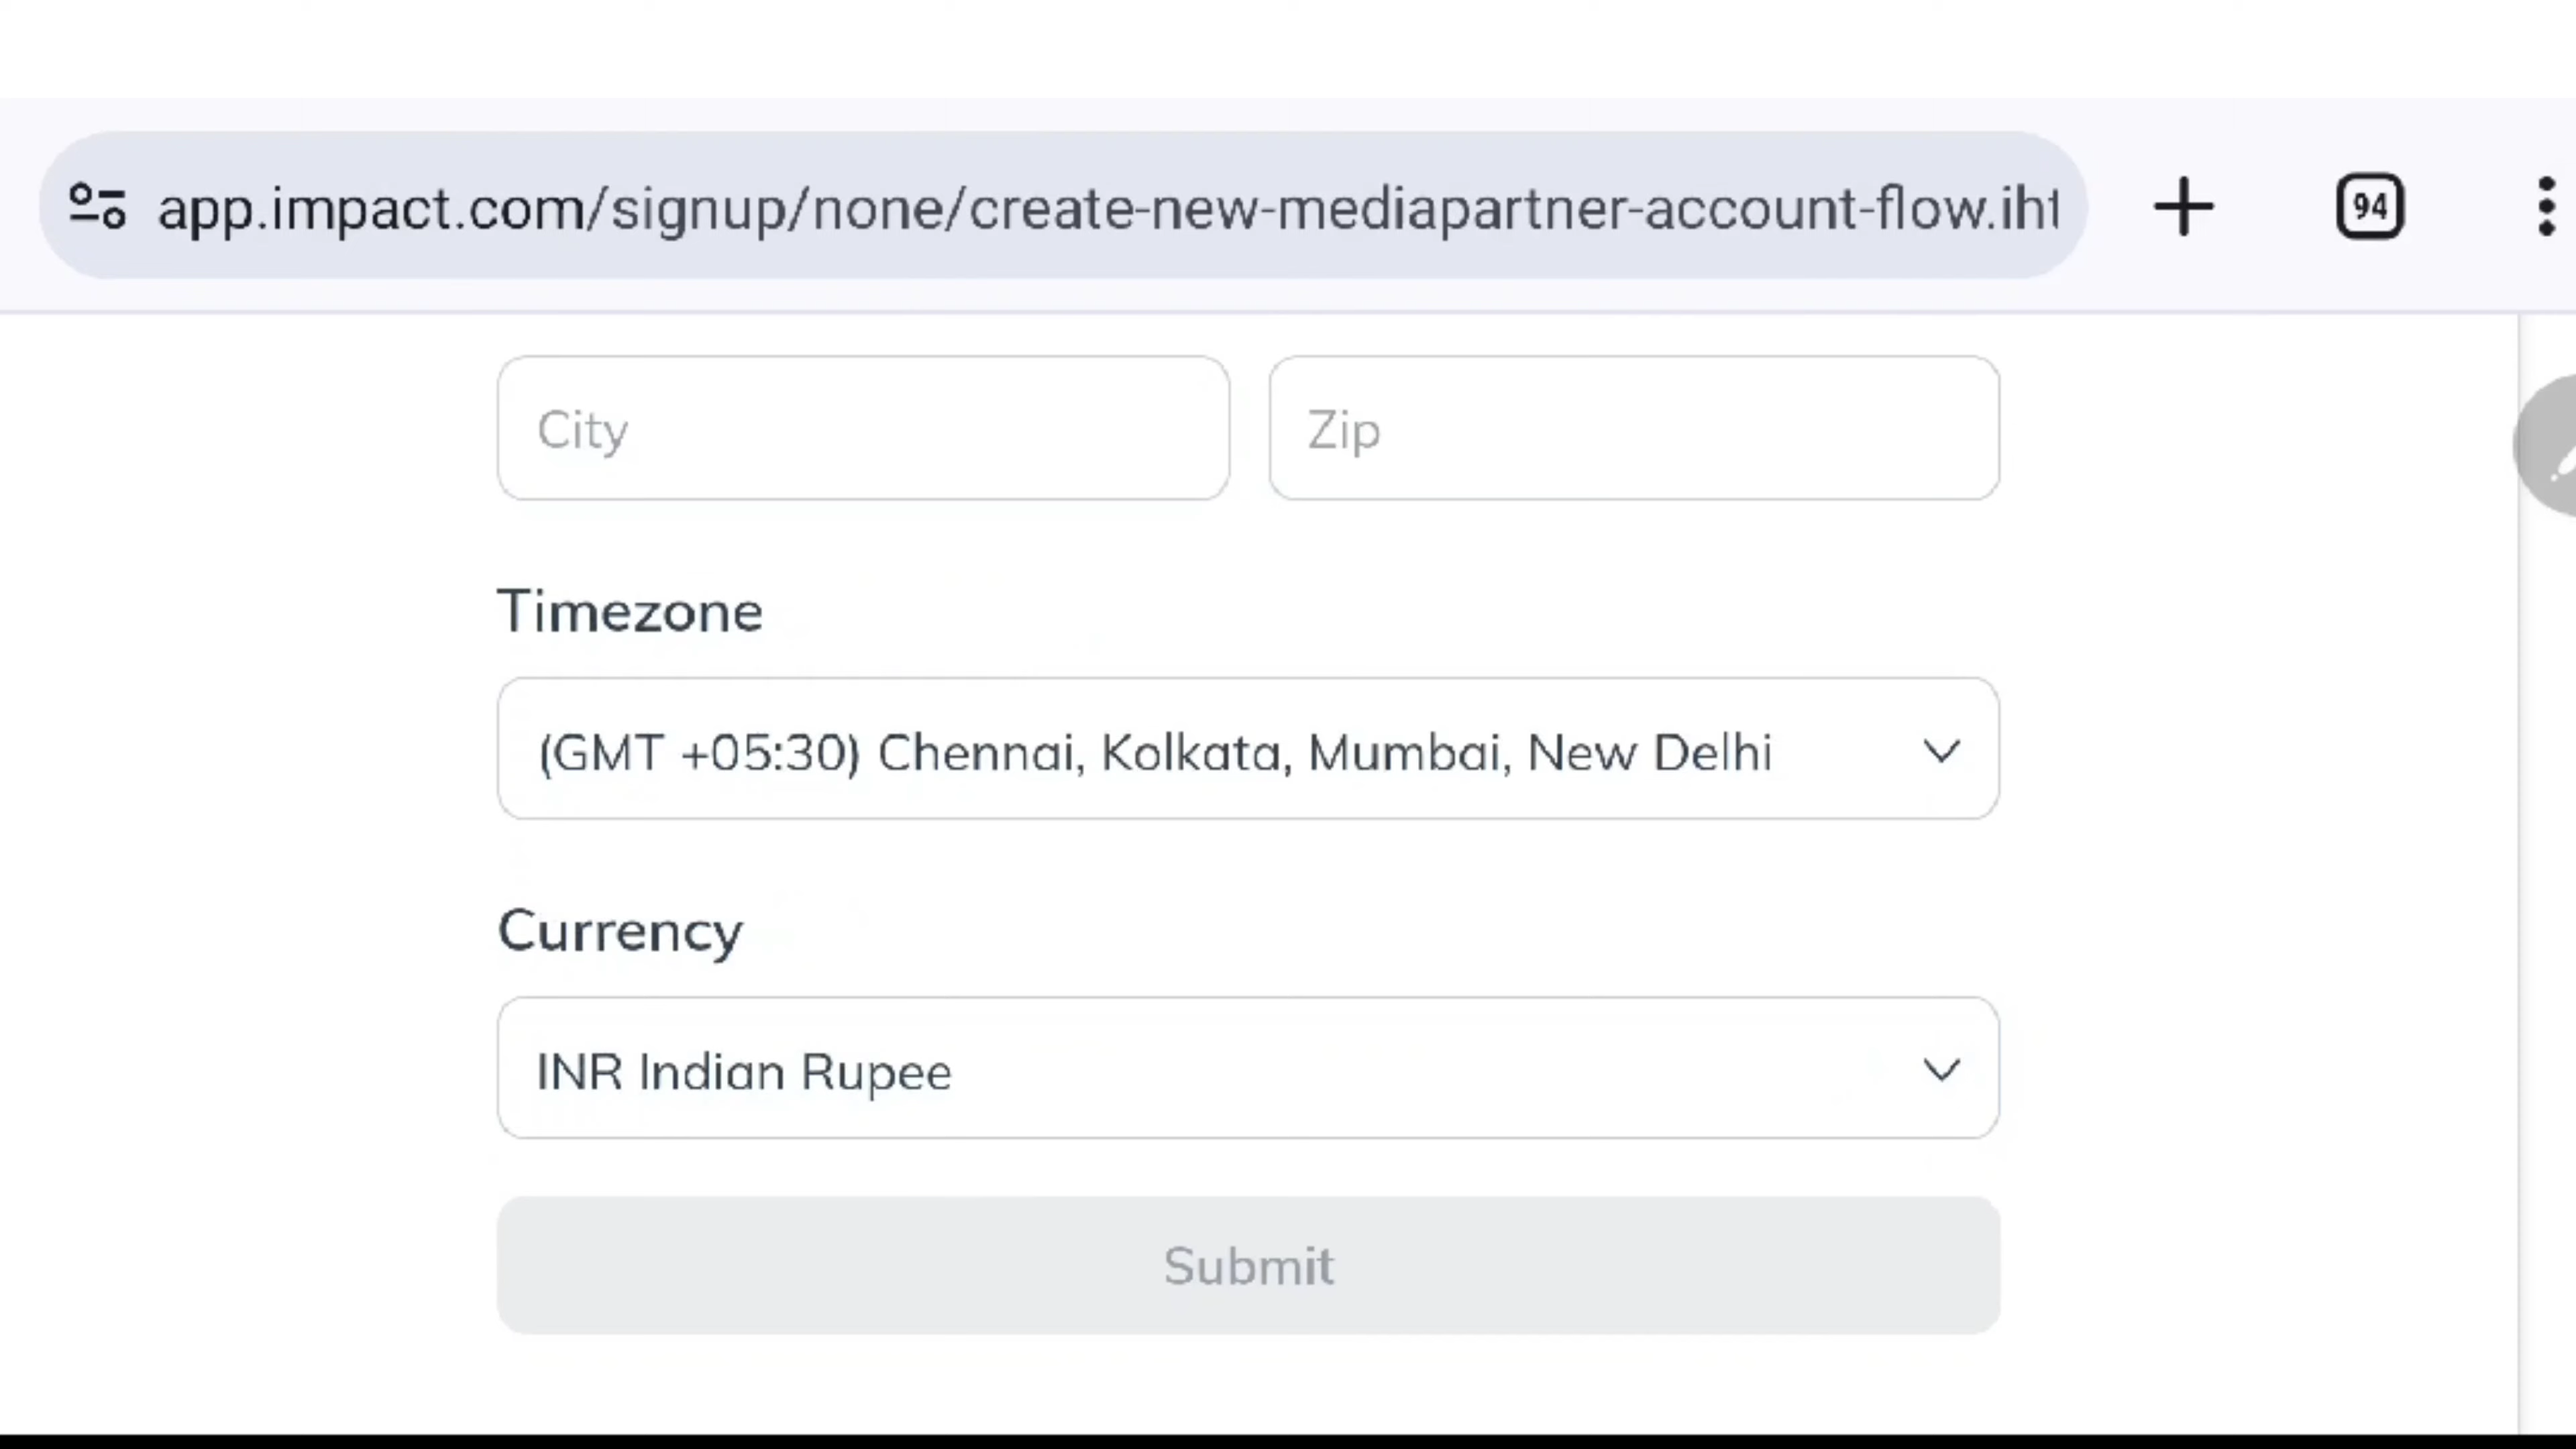 app.impact.com/signup/none/create-new-mediapartner-account-flow.iht
94
City
Zip
Timezone
(GMT +05:30) Chennai, Kolkata, Mumbai, New Delhi
Currency
INR Indian Rupee
Submit